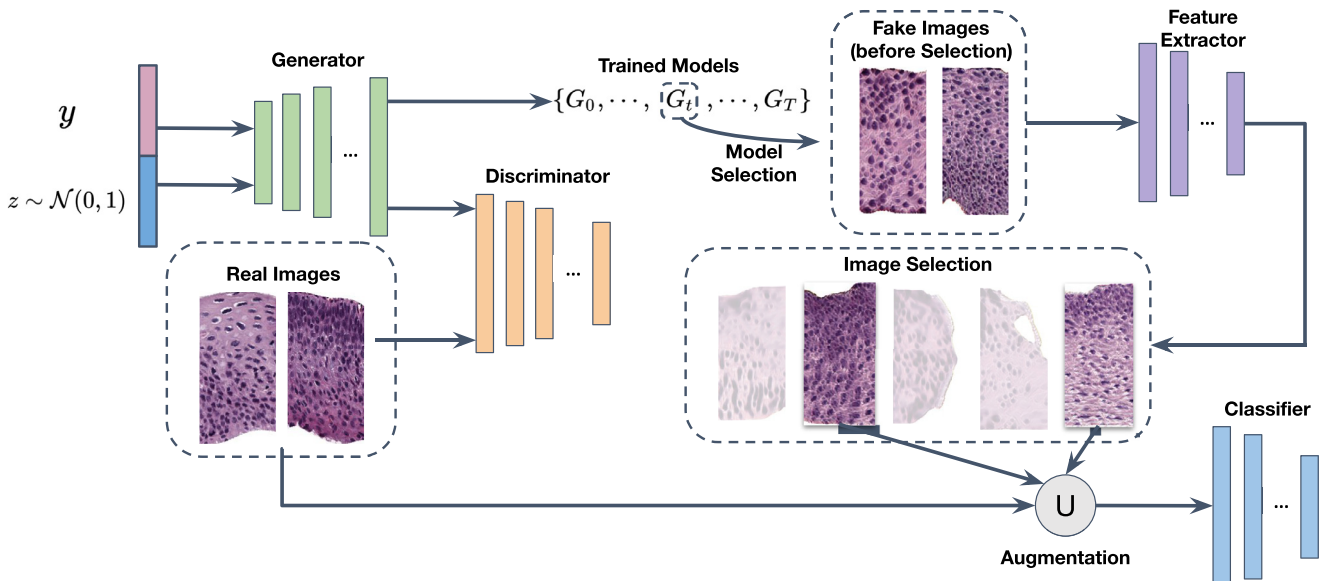 Generator
y
z ∼ 𝒩(0, 1)
Trained Models
{G₀, ⋯, G_t, ⋯, G_T}
Model
Selection
Fake Images
(before Selection)
Feature
Extractor
...
...
Discriminator
...
Real Images
Image Selection
Classifier
...
U
Augmentation